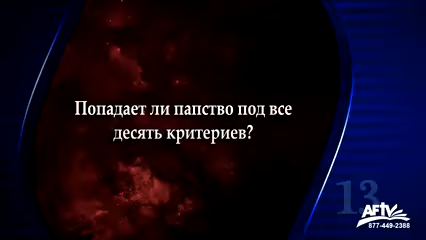 Попадает ли папство под все
десять критериев?
13
AFTV
877-449-2388